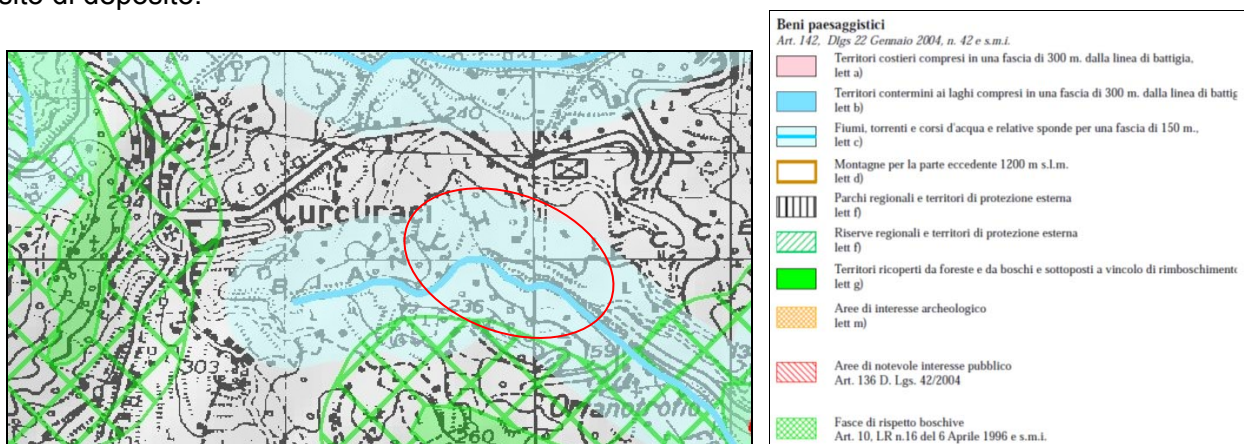 sito di deposito.
Curcuraci
240
294
303
236
260
Beni paesaggistici
Art. 142, Dlgs 22 Gennaio 2004, n. 42 e s.m.i.
Territori costieri compresi in una fascia di 300 m. dalla linea di battigia,
lett a)
Territori contermini ai laghi compresi in una fascia di 300 m. dalla linea di battig
lett b)
Fiumi, torrenti e corsi d'acqua e relative sponde per una fascia di 150 m.,
lett c)
Montagne per la parte eccedente 1200 m s.l.m.
lett d)
Parchi regionali e territori di protezione esterna
lett f)
Riserve regionali e territori di protezione esterna
lett f)
Territori ricoperti da foreste e da boschi e sottoposti a vincolo di rimboschimento
lett g)
Aree di interesse archeologico
lett m)
Aree di notevole interesse pubblico
Art. 136 D. Lgs. 42/2004
Fasce di rispetto boschive
Art. 10, LR n.16 del 6 Aprile 1996 e s.m.i.